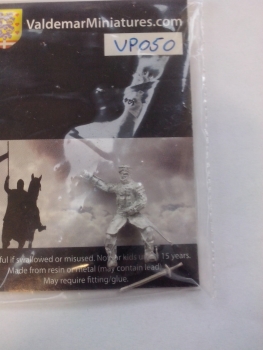 ValdemarMiniatures.com
VP050
ful if swallowed or misused. Not for kids under 15 years.
Made from resin or metal (may contain lead)
May require fitting/glue.